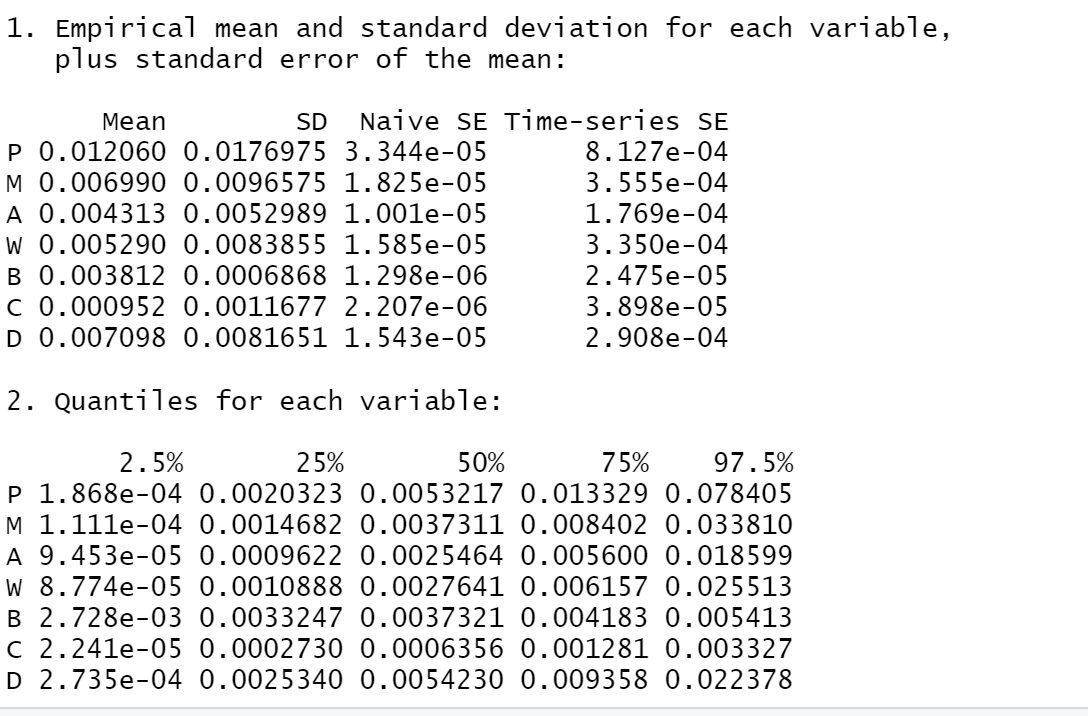 1. Empirical mean and standard deviation for each variable,
plus standard error of the mean:
Mean SD Naive SE Time-series SE
P 0.012060 0.0176975 3.344e-05 8.127e-04
M 0.006990 0.0096575 1.825e-05 3.555e-04
A 0.004313 0.0052989 1.001e-05 1.769e-04
W 0.005290 0.0083855 1.585e-05 3.350e-04
B 0.003812 0.0006868 1.298e-06 2.475e-05
C 0.000952 0.0011677 2.207e-06 3.898e-05
D 0.007098 0.0081651 1.543e-05 2.908e-04
2. Quantiles for each variable:
2.5% 25% 50% 75% 97.5%
P 1.868e-04 0.0020323 0.0053217 0.013329 0.078405
M 1.111e-04 0.0014682 0.0037311 0.008402 0.033810
A 9.453e-05 0.0009622 0.0025464 0.005600 0.018599
W 8.774e-05 0.0010888 0.0027641 0.006157 0.025513
B 2.728e-03 0.0033247 0.0037321 0.004183 0.005413
C 2.241e-05 0.0002730 0.0006356 0.001281 0.003327
D 2.735e-04 0.0025340 0.0054230 0.009358 0.022378